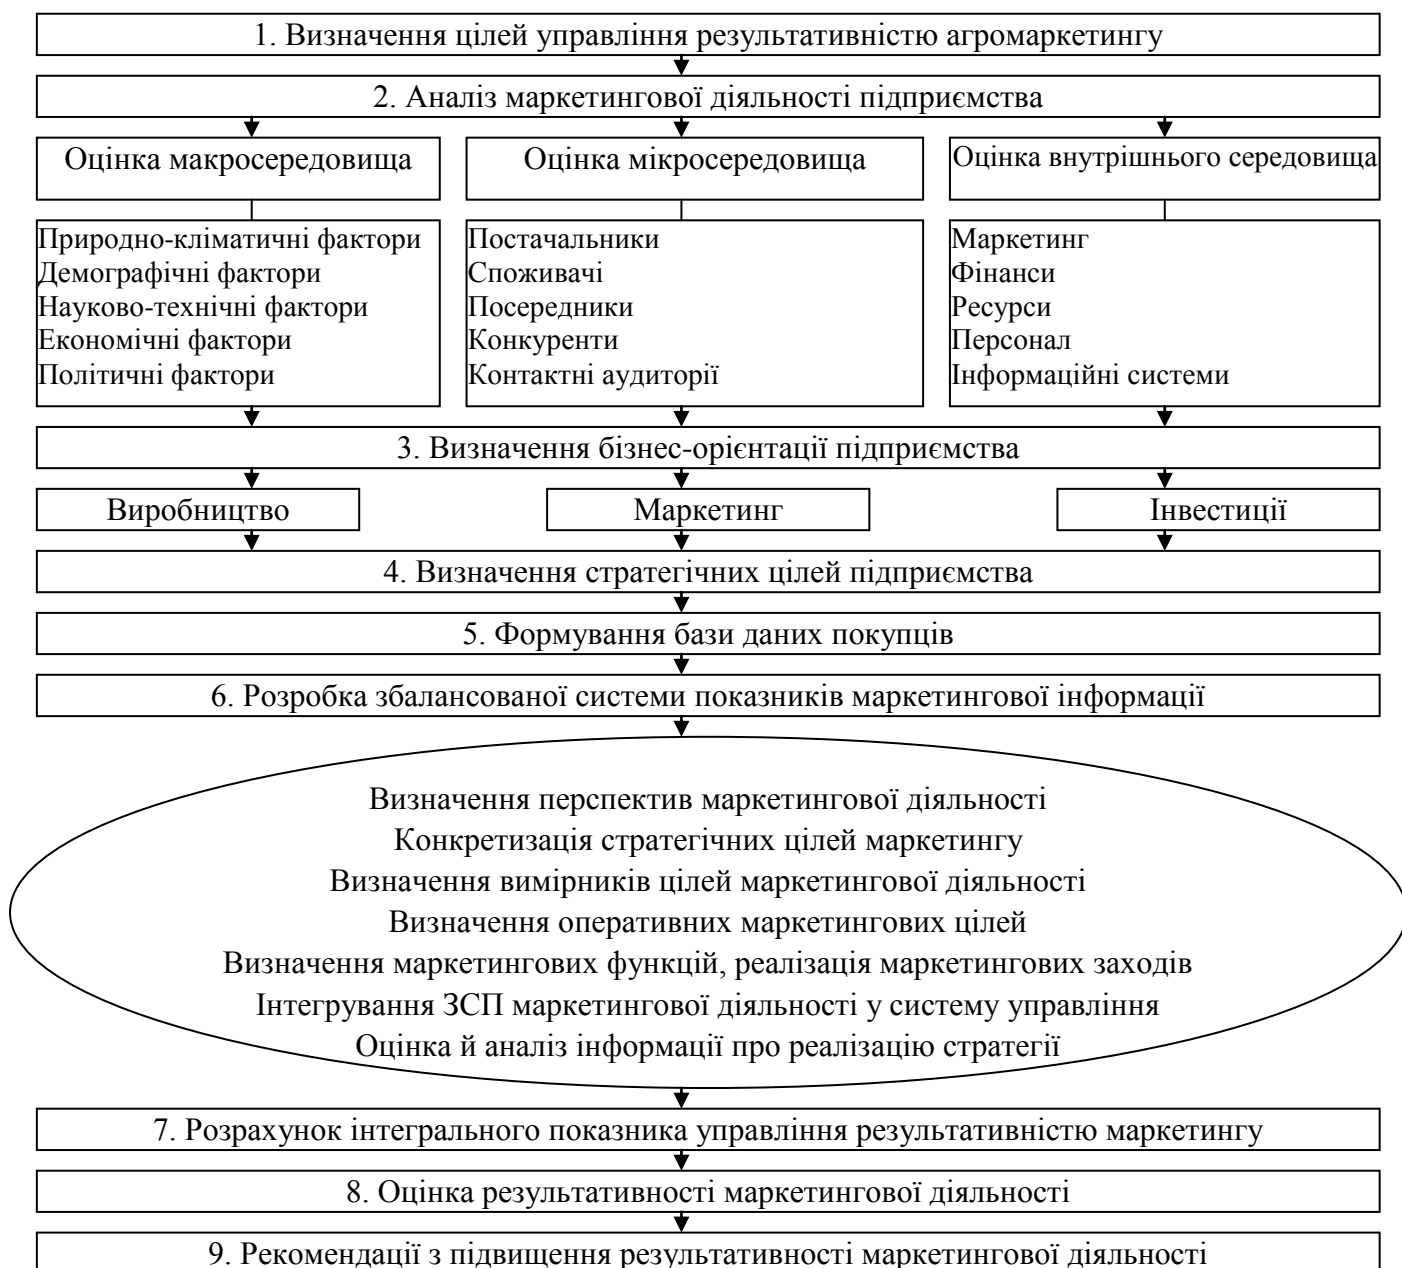 1. Визначення цілей управління результативністю агромаркетингу
2. Аналіз маркетингової діяльності підприємства
Оцінка макросередовища
Оцінка мікросередовища
Оцінка внутрішнього середовища
Природно-кліматичні фактори
Демографічні фактори
Науково-технічні фактори
Економічні фактори
Політичні фактори
Постачальники
Споживачі
Посередники
Конкуренти
Контактні аудиторії
Маркетинг
Фінанси
Ресурси
Персонал
Інформаційні системи
3. Визначення бізнес-орієнтації підприємства
Виробництво
Маркетинг
Інвестиції
4. Визначення стратегічних цілей підприємства
5. Формування бази даних покупців
6. Розробка збалансованої системи показників маркетингової інформації
Визначення перспектив маркетингової діяльності
Конкретизація стратегічних цілей маркетингу
Визначення вимірників цілей маркетингової діяльності
Визначення оперативних маркетингових цілей
Визначення маркетингових функцій, реалізація маркетингових заходів
Інтегрування ЗСП маркетингової діяльності у систему управління
Оцінка й аналіз інформації про реалізацію стратегії
7. Розрахунок інтегрального показника управління результативністю маркетингу
8. Оцінка результативності маркетингової діяльності
9. Рекомендації з підвищення результативності маркетингової діяльності